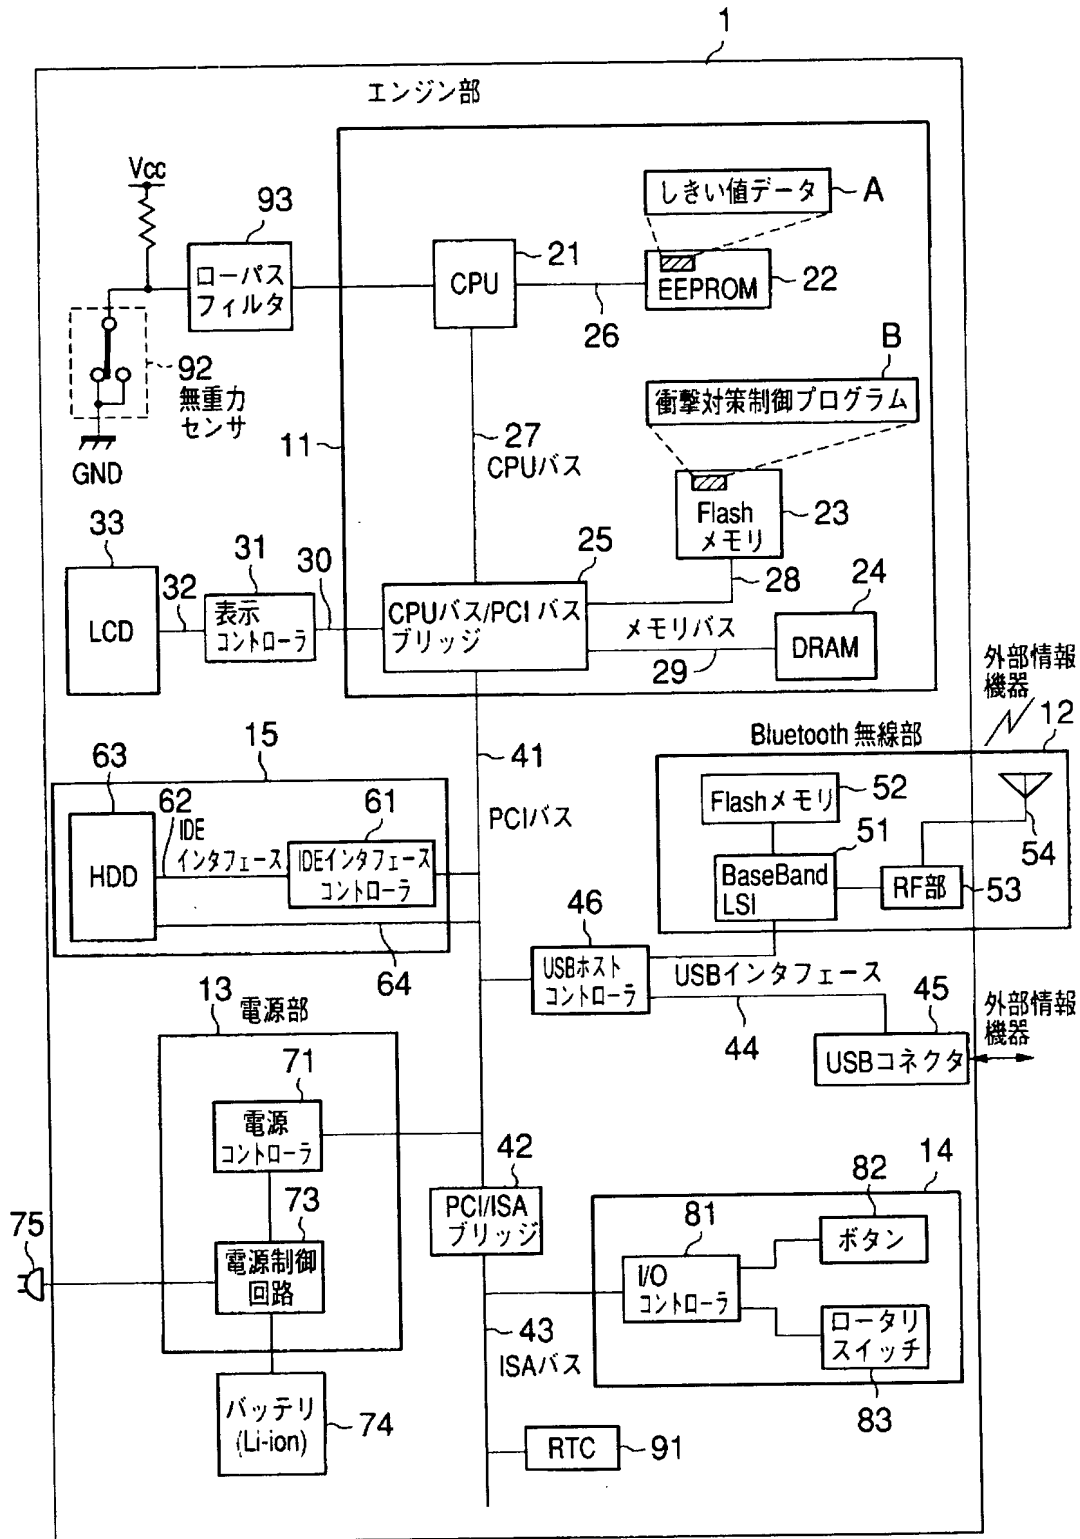 1
エンジン部
Vcc
93
ローパス
フィルタ
92
無重力
センサ
GND
11
21
CPU
26
しきい値データ
A
EEPROM
22
B
衝撃対策制御プログラム
27
CPUバス
Flash
メモリ
23
28
25
CPUバス/PCI バス
ブリッジ
メモリバス
29
24
DRAM
33
LCD
32
31
表示
コントローラ
30
41
PCIバス
外部情報
機器
12
Bluetooth 無線部
Flashメモリ
52
51
BaseBand
LSI
RF部
53
54
15
63
HDD
62
IDE
インタフェース
61
IDEインタフェース
コントローラ
64
46
USBホスト
コントローラ
USBインタフェース
44
45
USBコネクタ
外部情報
機器
13
電源部
71
電源
コントローラ
73
電源制御
回路
75
バッテリ
(Li-ion)
74
42
PCI/ISA
ブリッジ
43
ISAバス
14
81
I/O
コントローラ
82
ボタン
ロータリ
スイッチ
83
RTC
91